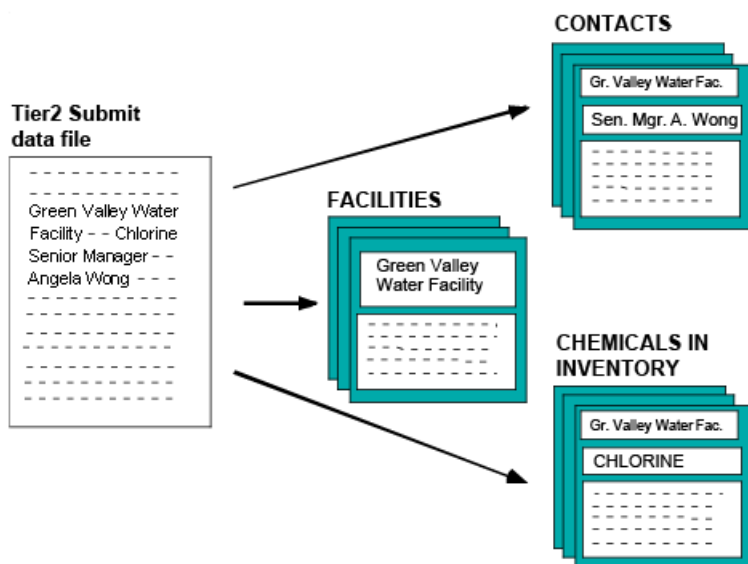 Tier2 Submit
data file
Green Valley Water
Facility - - Chlorine
Senior Manager - -
Angela Wong - - -
CONTACTS
Gr. Valley Water Fac.
Sen. Mgr. A. Wong
FACILITIES
Green Valley
Water Facility
CHEMICALS IN
INVENTORY
Gr. Valley Water Fac.
CHLORINE